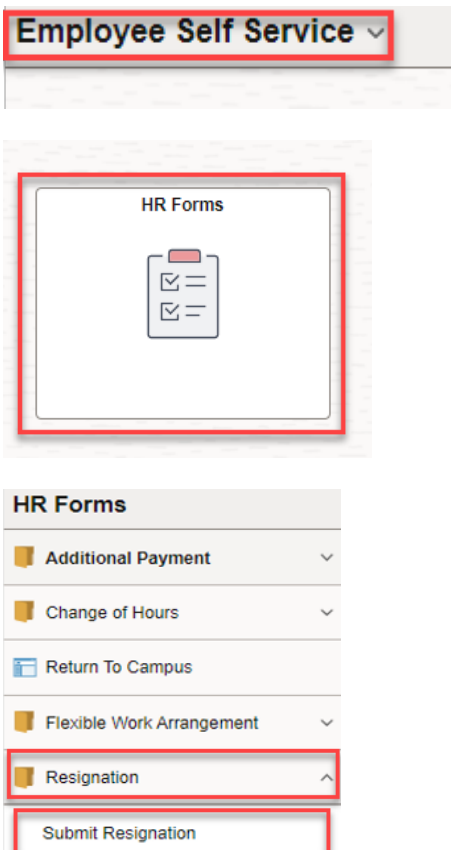 Employee Self Service
HR Forms
HR Forms
Additional Payment
Change of Hours
Return To Campus
Flexible Work Arrangement
Resignation
Submit Resignation